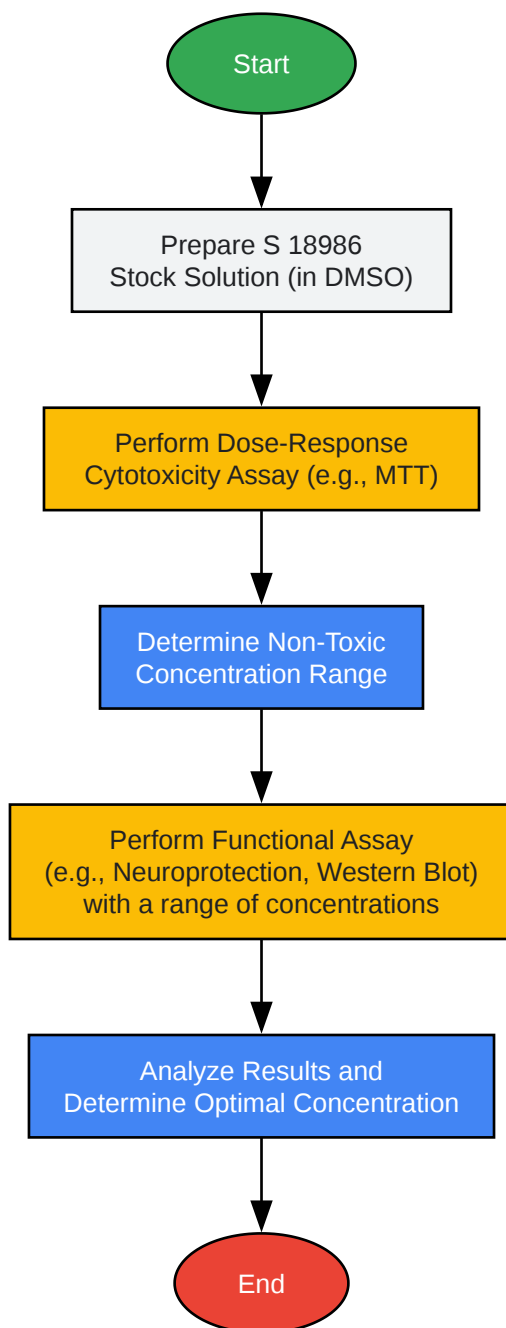 Start
Prepare S 18986
Stock Solution (in DMSO)
Perform Dose-Response
Cytotoxicity Assay (e.g., MTT)
Determine Non-Toxic
Concentration Range
Perform Functional Assay
(e.g., Neuroprotection, Western Blot)
with a range of concentrations
Analyze Results and
Determine Optimal Concentration
End